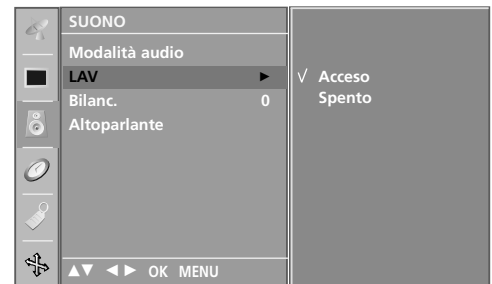 SUONO
Modalità audio
LAV ► √ Acceso
Bilanc. 0 Spento
Altoparlante
▲▼ ◄► OK MENU